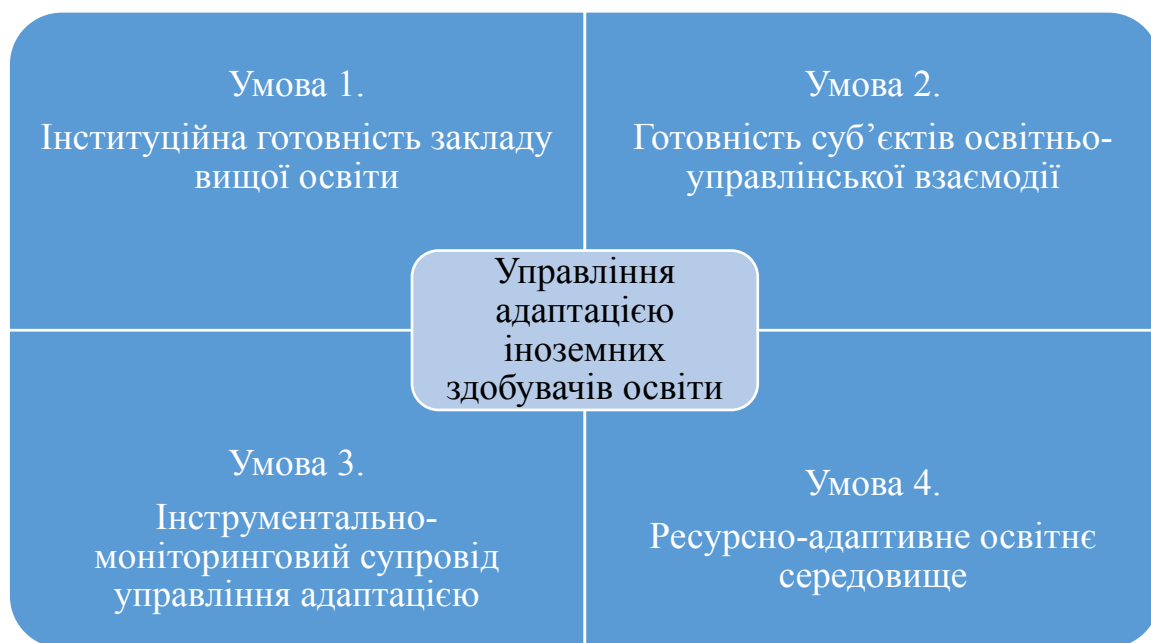 Умова 1.
Інституційна готовність закладу
вищої освіти
Умова 2.
Готовність суб’єктів освітньо-
управлінської взаємодії
Управління
адаптацією
іноземних
здобувачів освіти
Умова 3.
Інструментально-
моніторинговий супровід
управління адаптацією
Умова 4.
Ресурсно-адаптивне освітнє
середовище